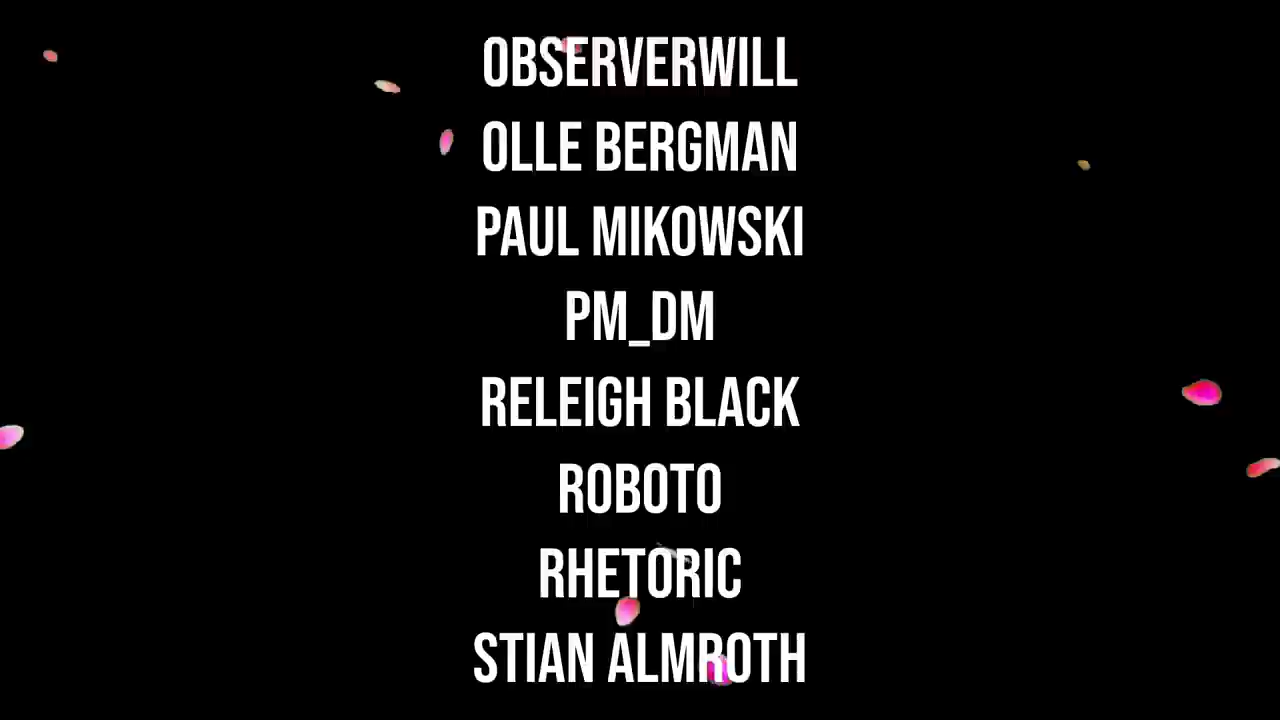 OBSERVERWILL
OLLE BERGMAN
PAUL MIKOWSKI
PM_DM
RELEIGH BLACK
ROBOTO
RHETORIC
STIAN ALMROTH